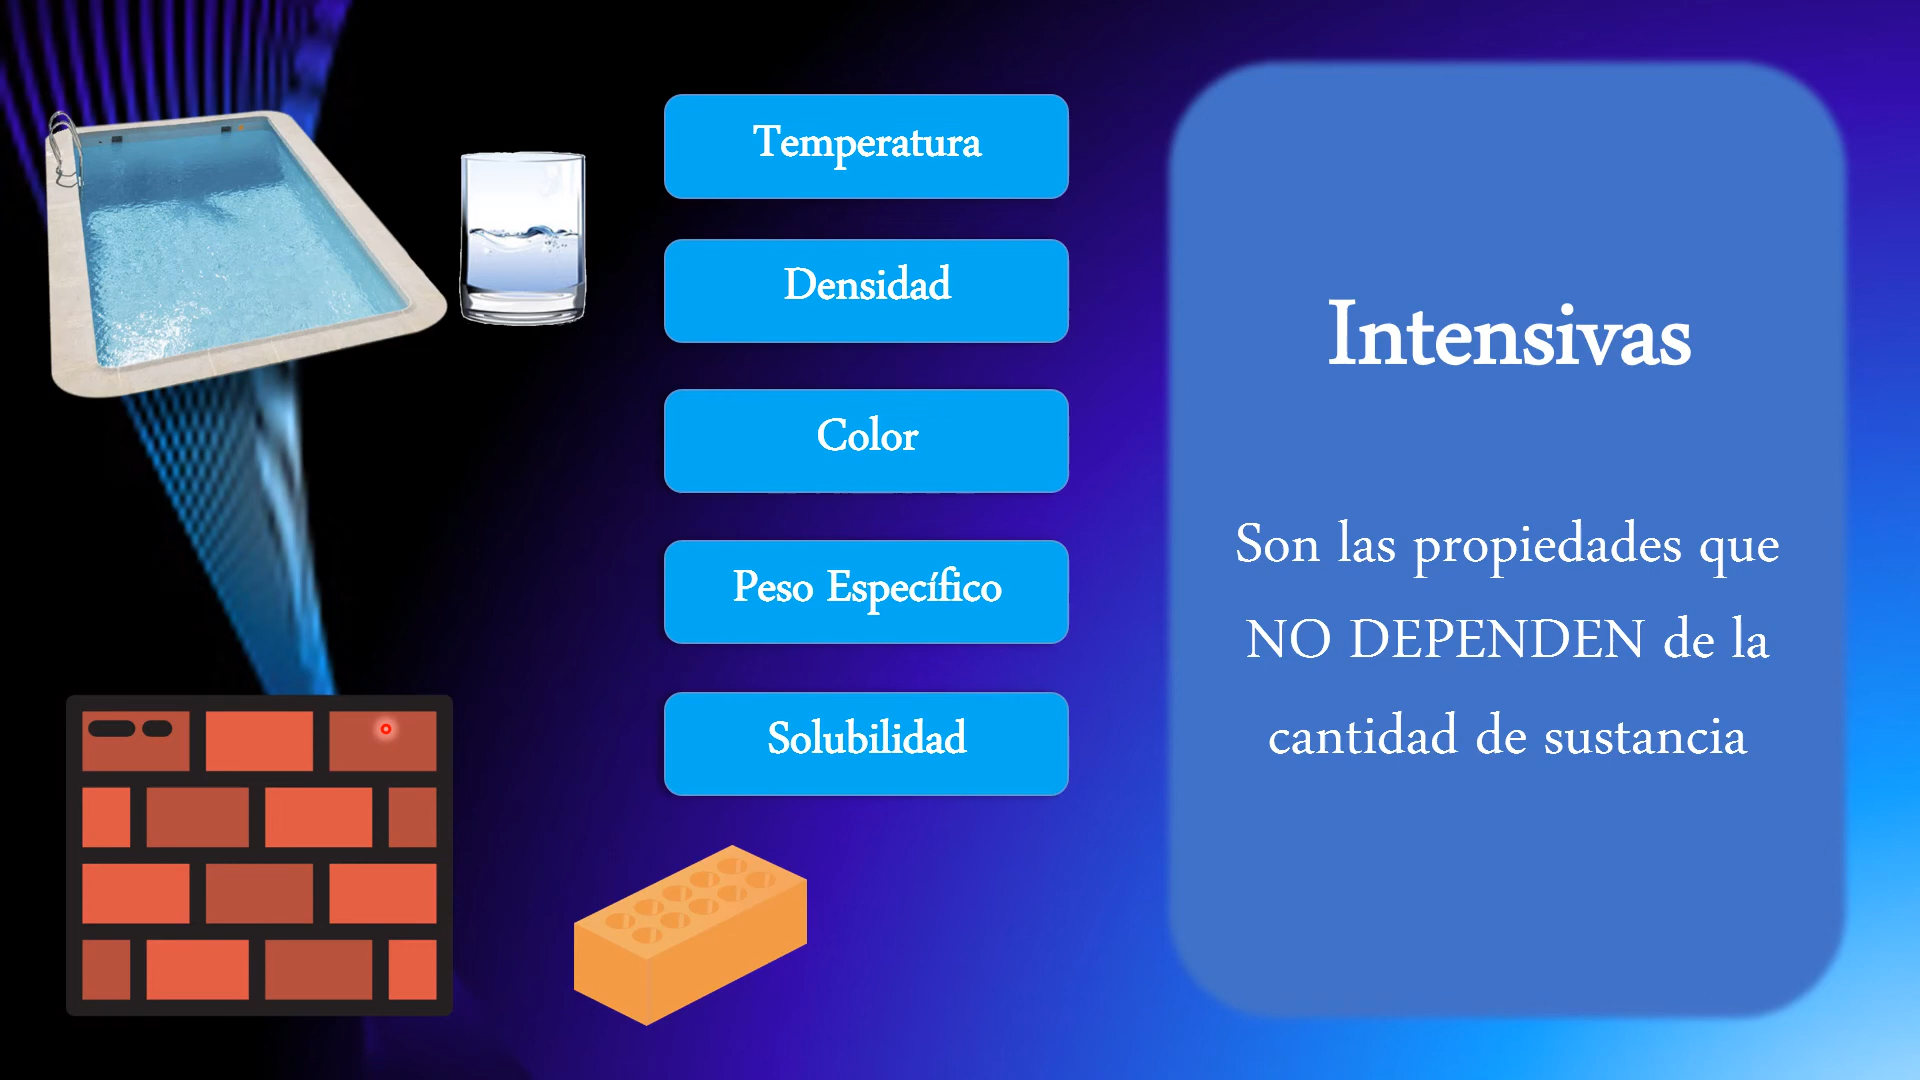 Temperatura
Densidad
Color
Peso Específico
Solubilidad
Intensivas
Son las propiedades que
NO DEPENDEN de la
cantidad de sustancia